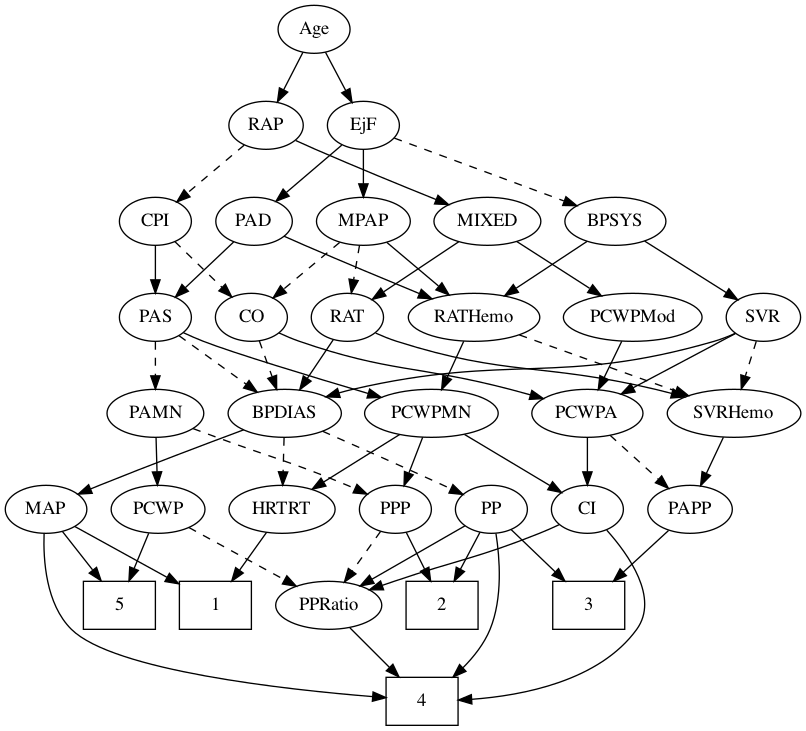 Age
RAP EjF
CPI PAD MPAP MIXED BPSYS
PAS CO RAT RATHemo PCWPMod SVR
PAMN BPDIAS PCWPMN PCWPA SVRHemo
MAP PCWP HRTRT PPP PP CI PAPP
5 1 PPRatio 2 3
4